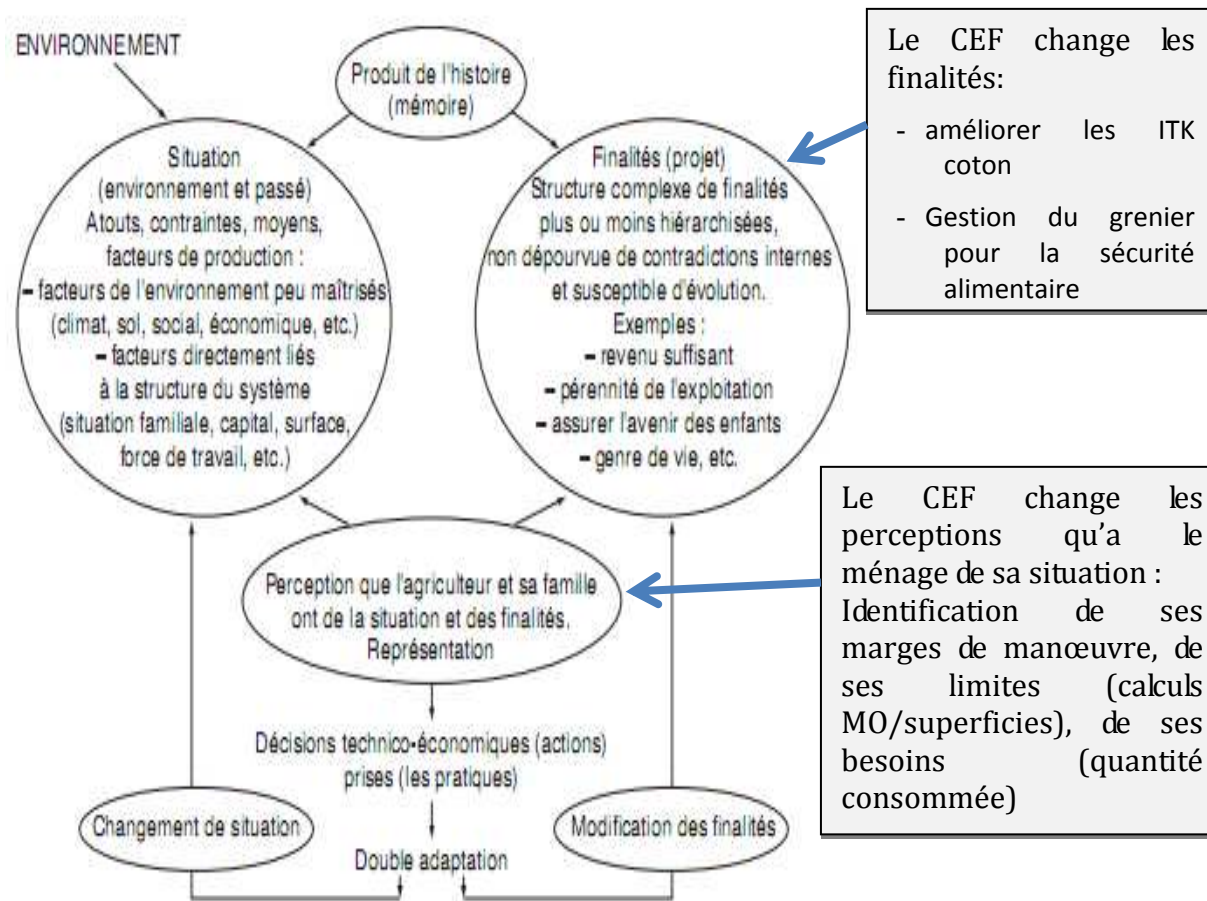 ENVIRONNEMENT
Produit de l'histoire
(mémoire)
Situation
(environnement et passé)
Atouts, contraintes, moyens,
facteurs de production :
– facteurs de l'environnement peu maîtrisés
(climat, sol, social, économique, etc.)
– facteurs directement liés
à la structure du système
(situation familiale, capital, surface,
force de travail, etc.)
Finalités (projet)
Structure complexe de finalités
plus ou moins hiérarchisées,
non dépourvue de contradictions internes
et susceptible d'évolution.
Exemples :
– revenu suffisant
– pérennité de l'exploitation
– assurer l'avenir des enfants
– genre de vie, etc.
Le CEF change les
finalités:
- améliorer les ITK
coton
- Gestion du grenier
pour la sécurité
alimentaire
Perception que l'agriculteur et sa famille
ont de la situation et des finalités.
Représentation
Le CEF change les
perceptions qu'a le
ménage de sa situation :
Identification de ses
marges de manœuvre, de
ses limites (calculs
MO/superficies), de ses
besoins (quantité
consommée)
Décisions technico-économiques (actions)
prises (les pratiques)
Changement de situation
Modification des finalités
Double adaptation